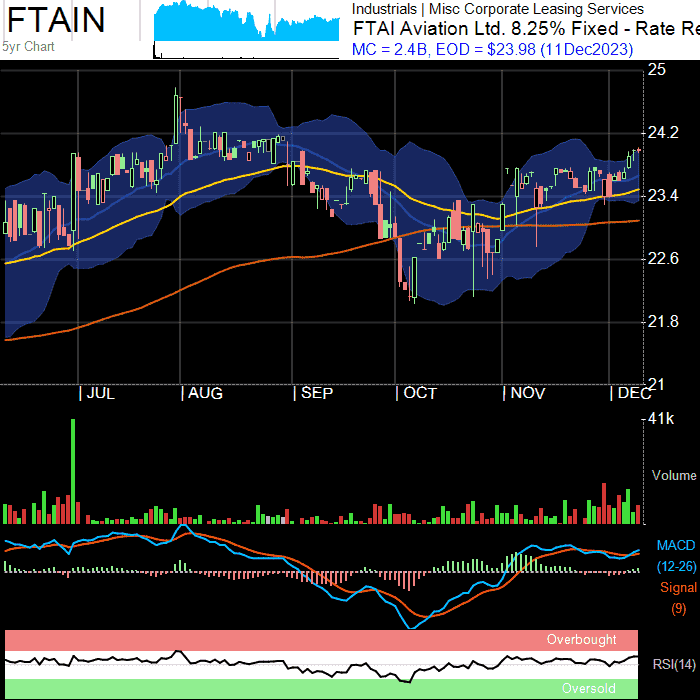 FTAIN
5yr Chart
Industrials | Misc Corporate Leasing Services
FTAI Aviation Ltd. 8.25% Fixed - Rate Re
MC = 2.4B, EOD = $23.98 (11Dec2023)
25
24.2
23.4
22.6
21.8
21
| JUL
| AUG
| SEP
| OCT
| NOV
| DEC
41k
Volume
MACD
(12-26)
Signal
(9)
Overbought
RSI(14)
Oversold